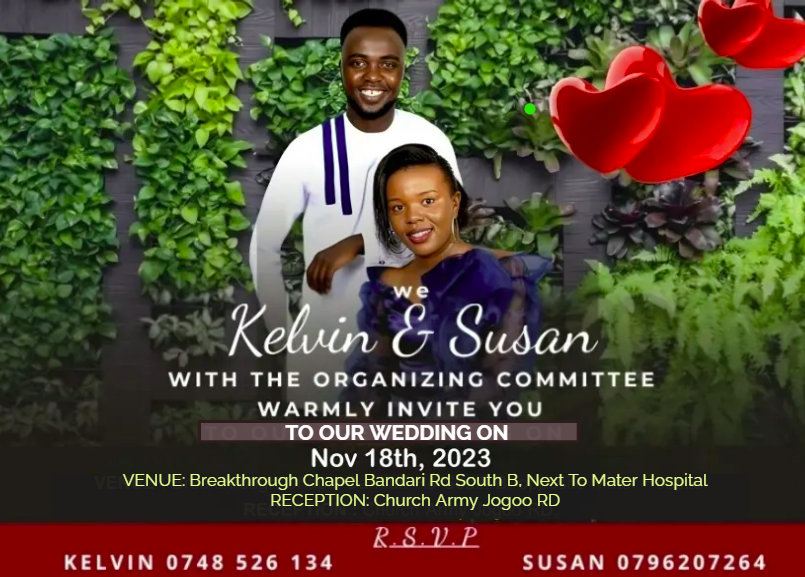 we
Kelvin & Susan
WITH THE ORGANIZING COMMITTEE
WARMLY INVITE YOU
TO OUR WEDDING ON
Nov 18th, 2023
VENUE: Breakthrough Chapel Bandari Rd South B, Next To Mater Hospital
RECEPTION: Church Army Jogoo RD
R.S.V.P
KELVIN 0748 526 134
SUSAN 0796207264